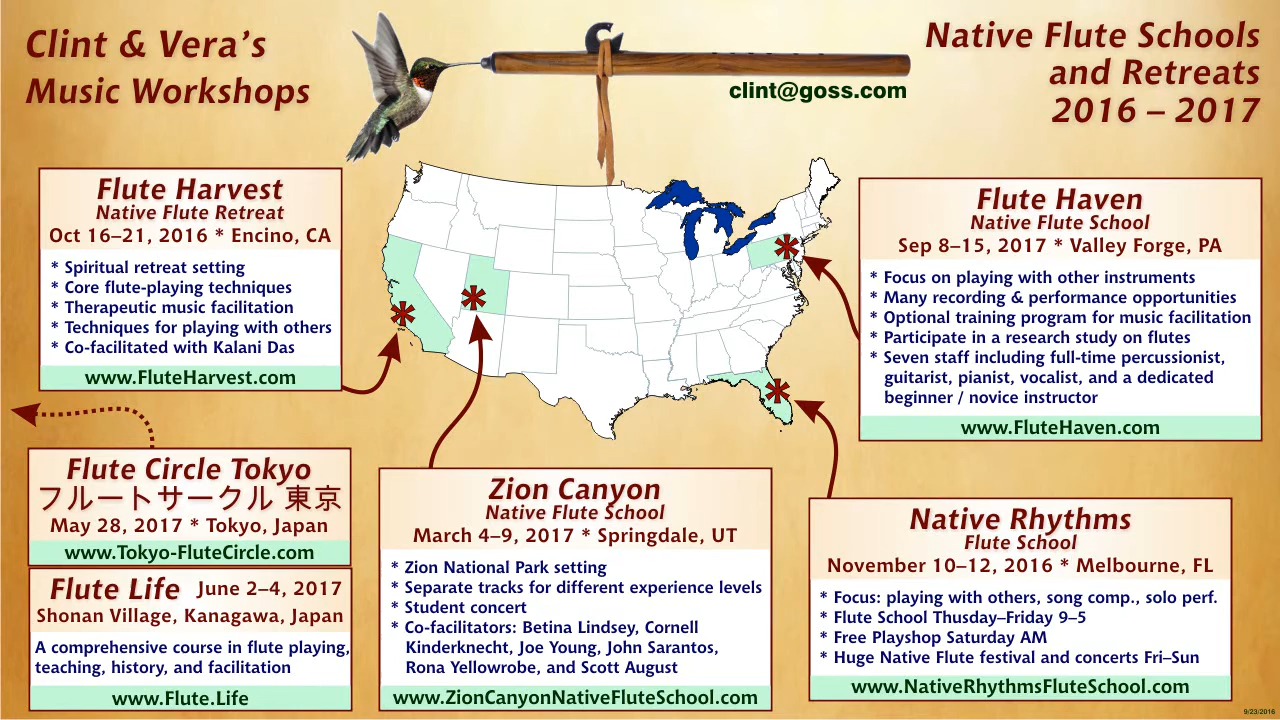 Clint & Vera's
Music Workshops
clint@goss.com
Native Flute Schools
and Retreats
2016 – 2017
Flute Harvest
Native Flute Retreat
Oct 16–21, 2016 * Encino, CA
* Spiritual retreat setting
* Core flute-playing techniques
* Therapeutic music facilitation
* Techniques for playing with others
* Co-facilitated with Kalani Das
www.FluteHarvest.com
Flute Haven
Native Flute School
Sep 8–15, 2017 * Valley Forge, PA
* Focus on playing with other instruments
* Many recording & performance opportunities
* Optional training program for music facilitation
* Participate in a research study on flutes
* Seven staff including full-time percussionist,
guitarist, pianist, vocalist, and a dedicated
beginner / novice instructor
www.FluteHaven.com
Flute Circle Tokyo
フルートサークル 東京
May 28, 2017 * Tokyo, Japan
www.Tokyo-FluteCircle.com
Flute Life June 2–4, 2017
Shonan Village, Kanagawa, Japan
A comprehensive course in flute playing,
teaching, history, and facilitation
www.Flute.Life
Zion Canyon
Native Flute School
March 4–9, 2017 * Springdale, UT
* Zion National Park setting
* Separate tracks for different experience levels
* Student concert
* Co-facilitators: Betina Lindsey, Cornell
Kinderknecht, Joe Young, John Sarantos,
Rona Yellowrobe, and Scott August
www.ZionCanyonNativeFluteSchool.com
Native Rhythms
Flute School
November 10–12, 2016 * Melbourne, FL
* Focus: playing with others, song comp., solo perf.
* Flute School Thusday–Friday 9–5
* Free Playshop Saturday AM
* Huge Native Flute festival and concerts Fri–Sun
www.NativeRhythmsFluteSchool.com
9/23/2016